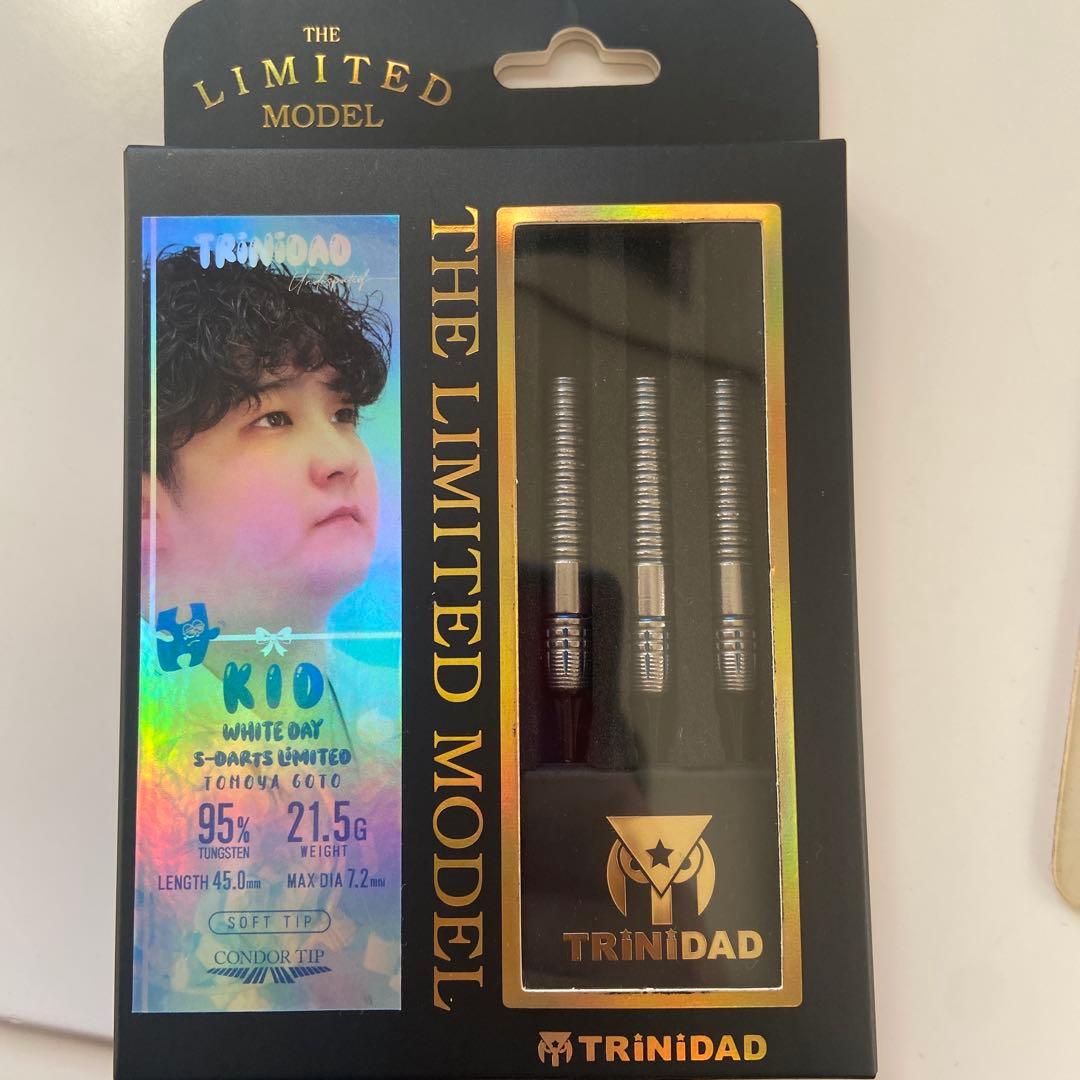 THE
LIMITED
MODEL
TRiNiDAD
KID
WHITE DAY
S-DARTS LiMiTED
TOMOYA GOTO
95% 21.5G
TUNGSTEN WEIGHT
LENGTH 45.0mm MAX DIA 7.2mm
SOFT TIP
CONDOR TIP
THE LIMITED MODEL
TRiNiDAD
TRiNiDAD